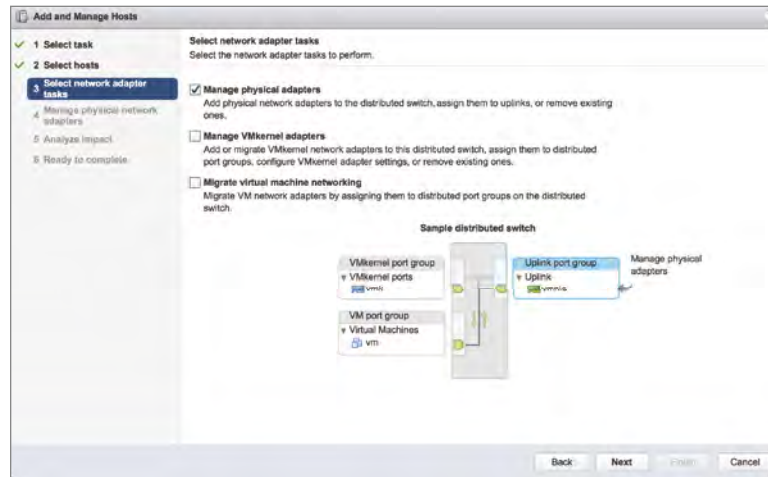 Add and Manage Hosts
1 Select task
2 Select hosts
3 Select network adapter
tasks
4 Manage physical network
adapters
5 Analyze impact
6 Ready to complete
Select network adapter tasks
Select the network adapter tasks to perform.
Manage physical adapters
Add physical network adapters to the distributed switch, assign them to uplinks, or remove existing
ones.
Manage VMkernel adapters
Add or migrate VMkernel network adapters to this distributed switch, assign them to distributed
port groups, configure VMkernel adapter settings, or remove existing ones.
Migrate virtual machine networking
Migrate VM network adapters by assigning them to distributed port groups on the distributed
switch.
Sample distributed switch
VMkernel port group
VMkernel ports
vmk
VM port group
Virtual Machines
vm
Uplink port group
Uplink
vmnic
Manage physical
adapters
Back Next Finish Cancel